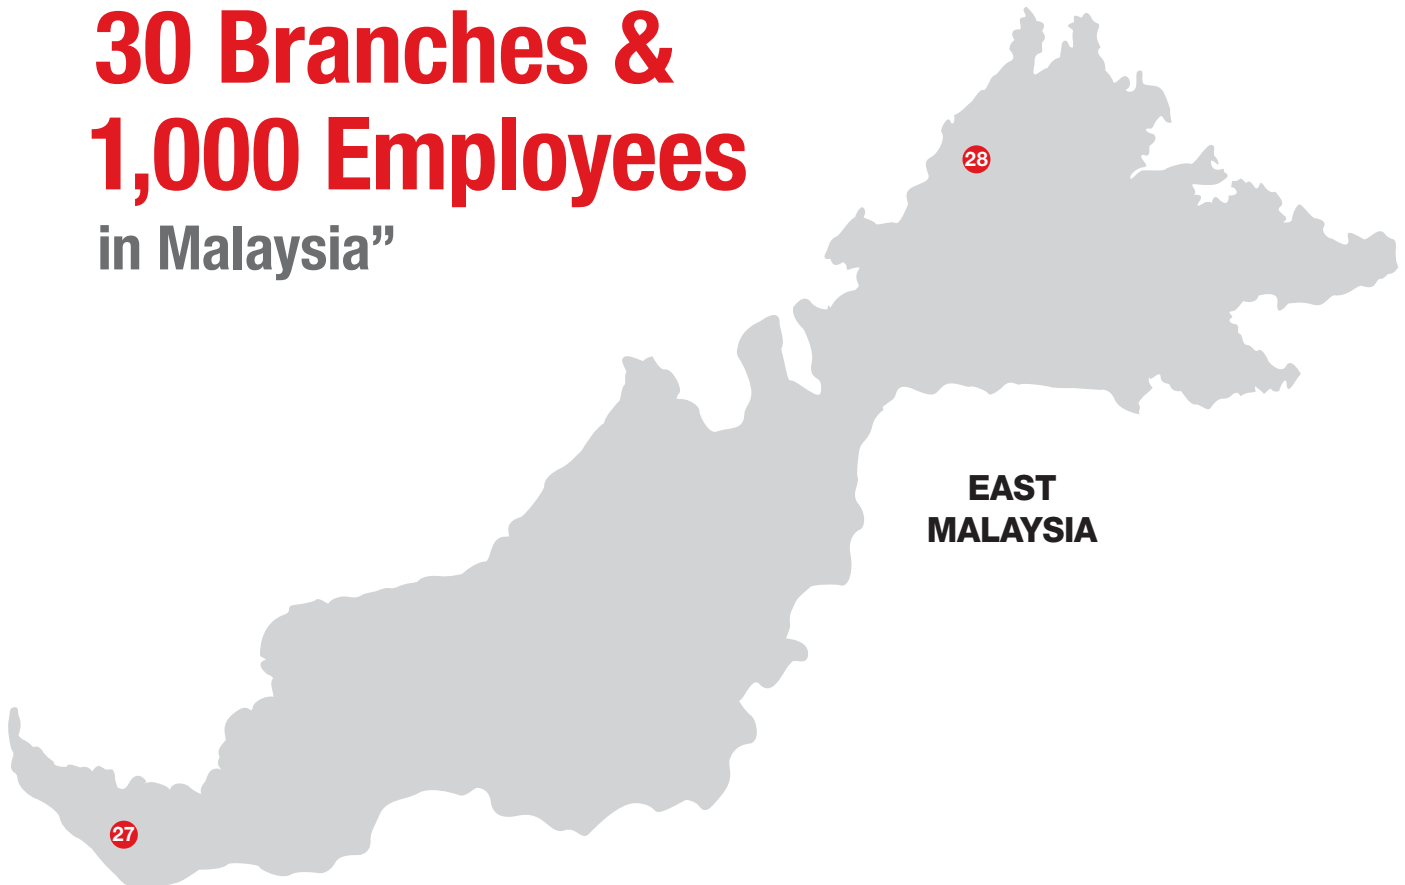 30 Branches &
1,000 Employees
in Malaysia”
28
EAST
MALAYSIA
27